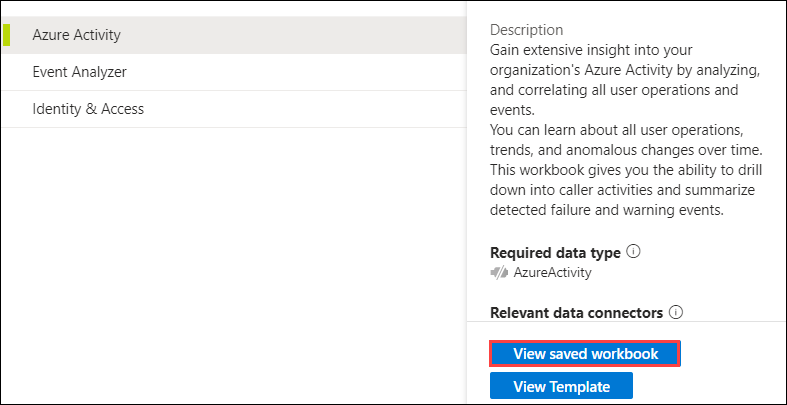 Azure Activity
Event Analyzer
Identity & Access
Description
Gain extensive insight into your
organization's Azure Activity by analyzing,
and correlating all user operations and
events.
You can learn about all user operations,
trends, and anomalous changes over time.
This workbook gives you the ability to drill
down into caller activities and summarize
detected failure and warning events.
Required data type
AzureActivity
Relevant data connectors
View saved workbook
View Template